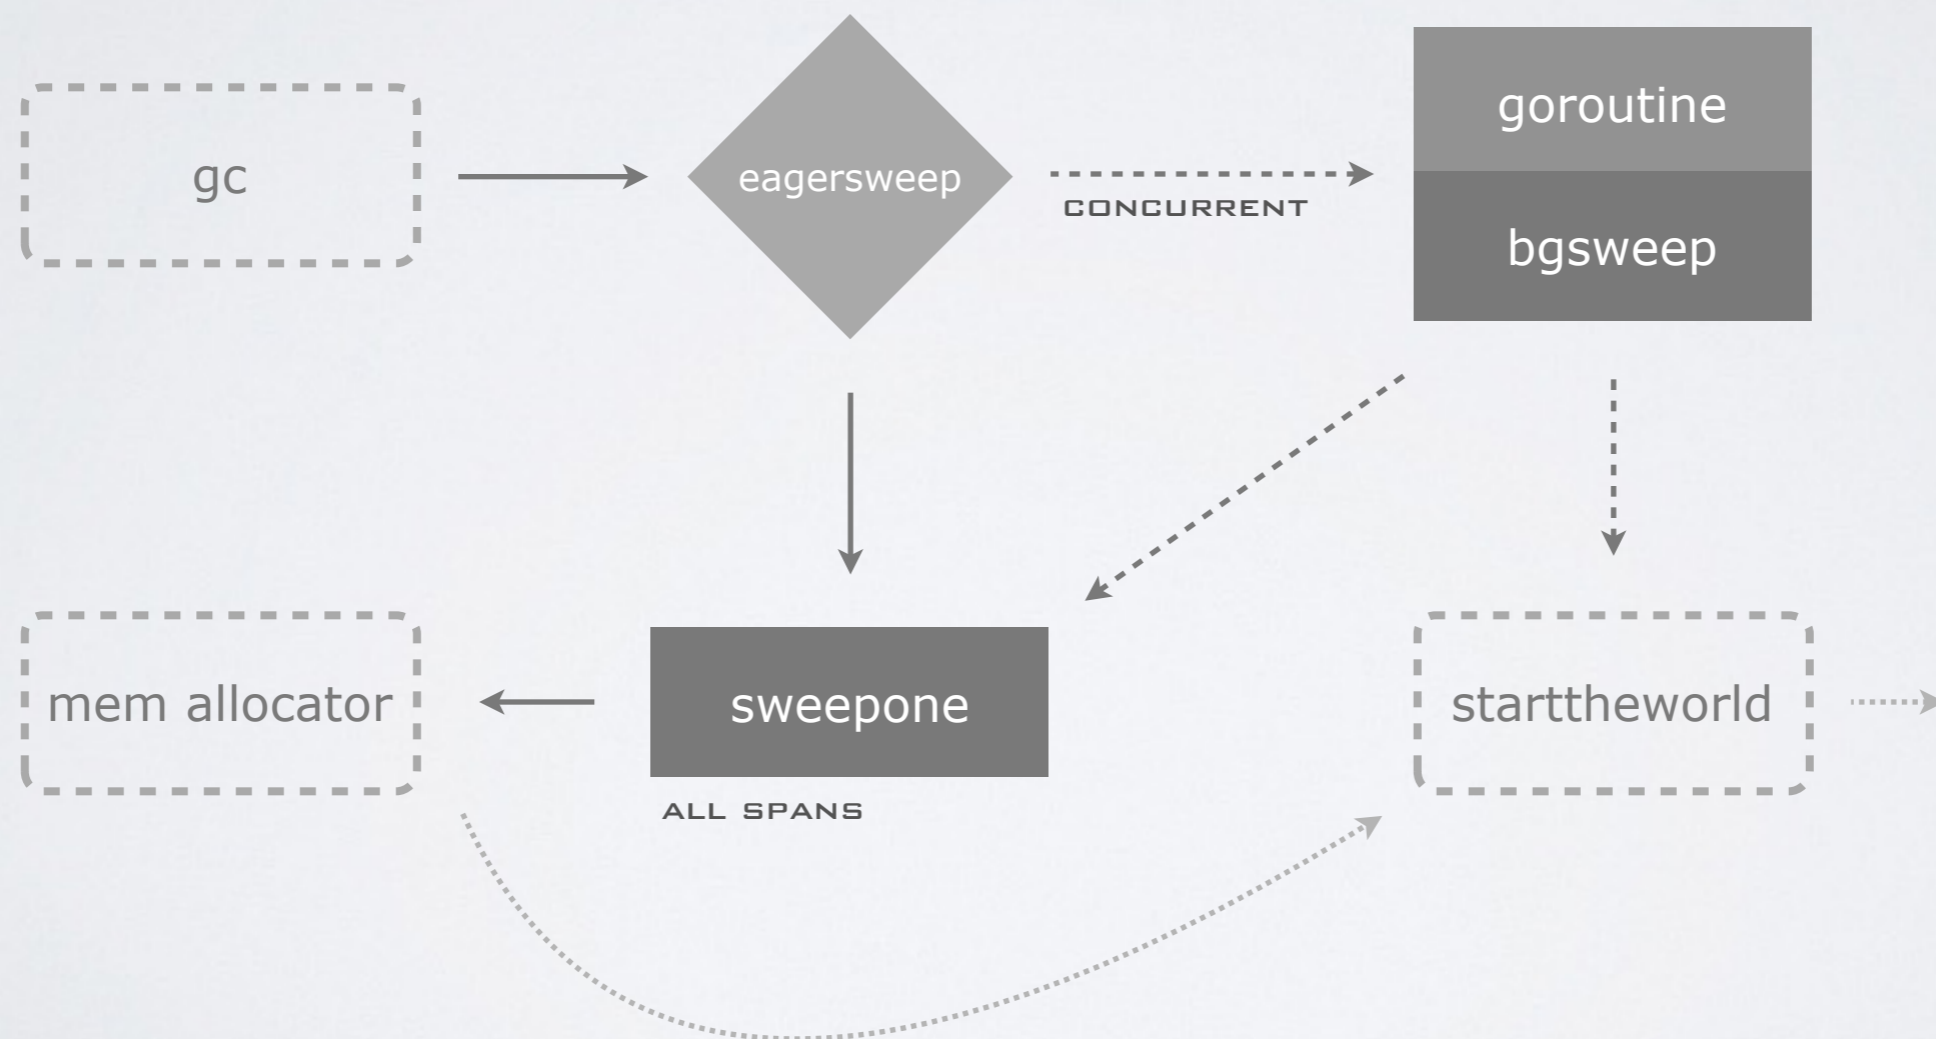 gc
eagersweep
CONCURRENT
goroutine
bgsweep
mem allocator
sweepone
ALL SPANS
starttheworld